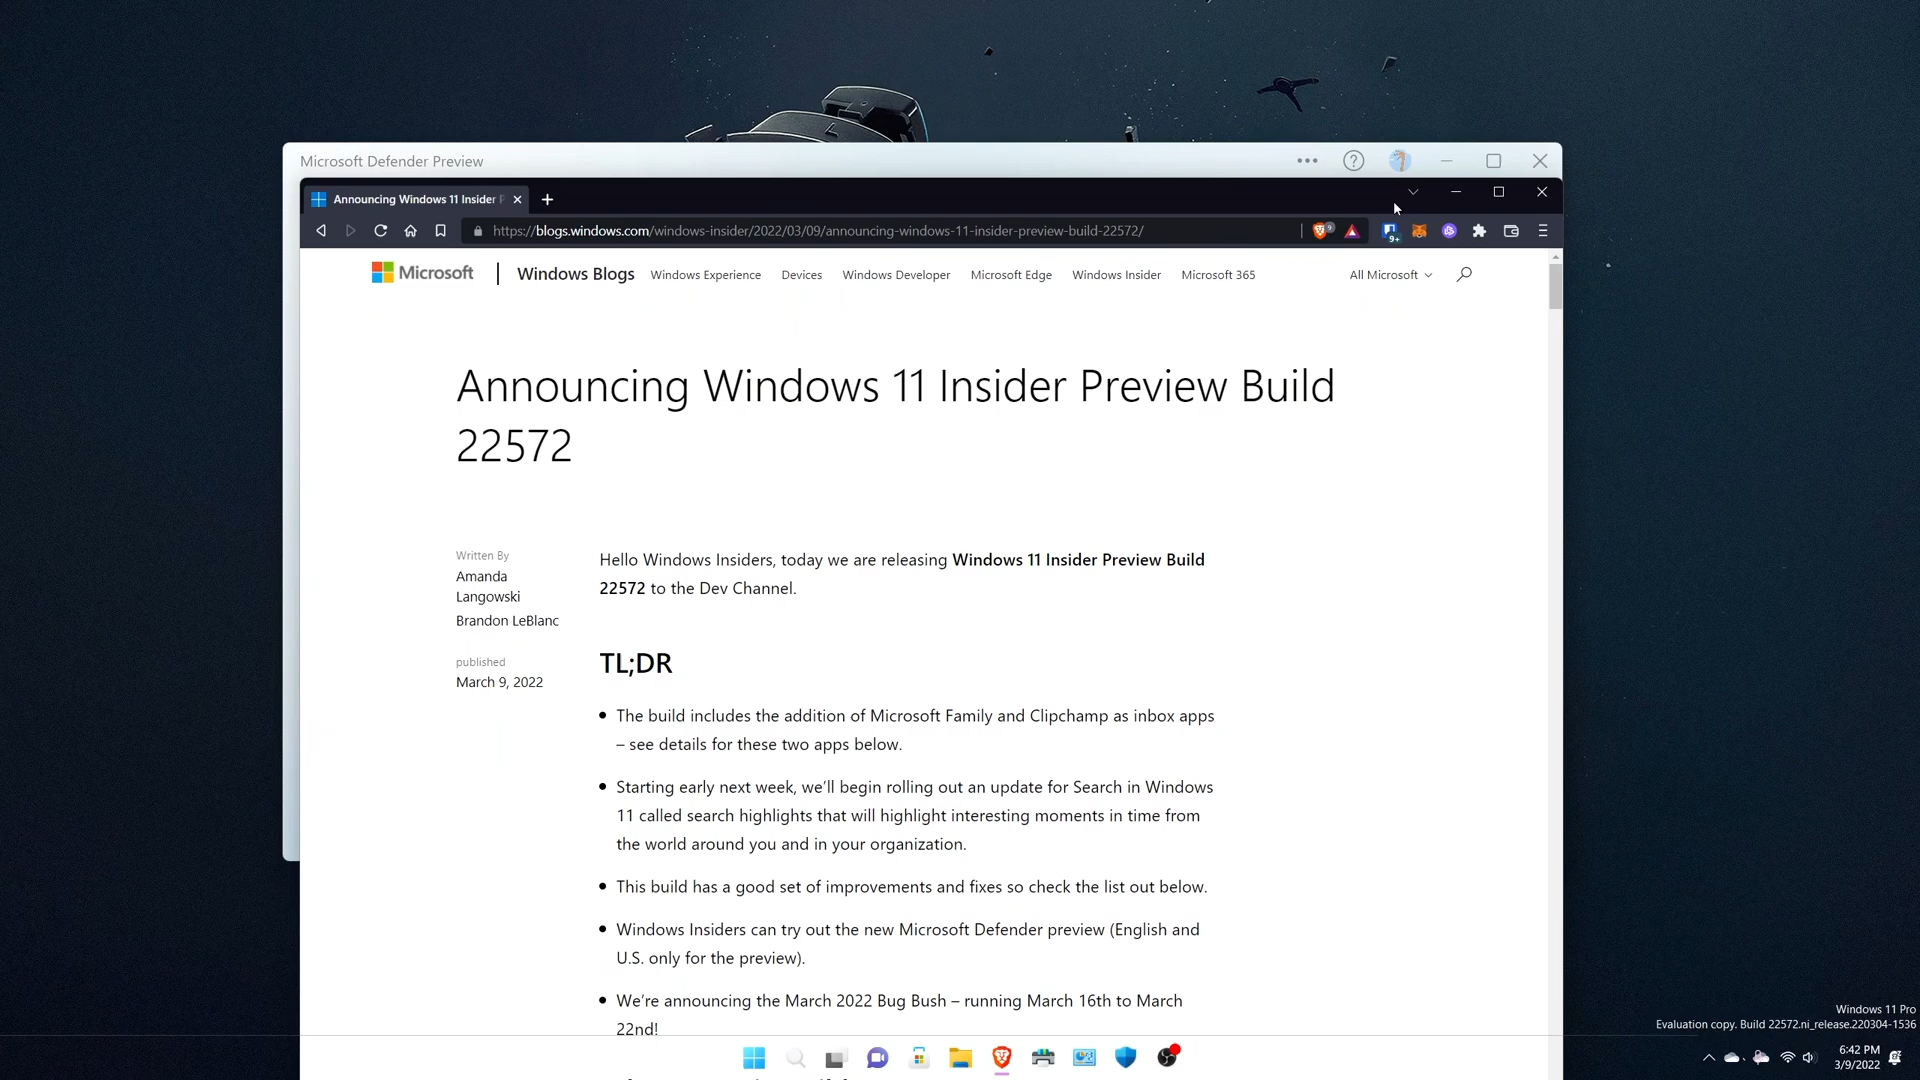 Microsoft Defender Preview
Announcing Windows 11 Insider P
https://blogs.windows.com/windows-insider/2022/03/09/announcing-windows-11-insider-preview-build-22572/
9
9+
Microsoft
Windows Blogs
Windows Experience
Devices
Windows Developer
Microsoft Edge
Windows Insider
Microsoft 365
All Microsoft
Announcing Windows 11 Insider Preview Build
22572
Written By
Amanda
Langowski
Brandon LeBlanc
published
March 9, 2022
Hello Windows Insiders, today we are releasing Windows 11 Insider Preview Build
22572 to the Dev Channel.
TL;DR
• The build includes the addition of Microsoft Family and Clipchamp as inbox apps
– see details for these two apps below.
• Starting early next week, we’ll begin rolling out an update for Search in Windows
11 called search highlights that will highlight interesting moments in time from
the world around you and in your organization.
• This build has a good set of improvements and fixes so check the list out below.
• Windows Insiders can try out the new Microsoft Defender preview (English and
U.S. only for the preview).
• We’re announcing the March 2022 Bug Bush – running March 16th to March
22nd!
Windows 11 Pro
Evaluation copy. Build 22572.ni_release.220304-1536
6:42 PM
3/9/2022